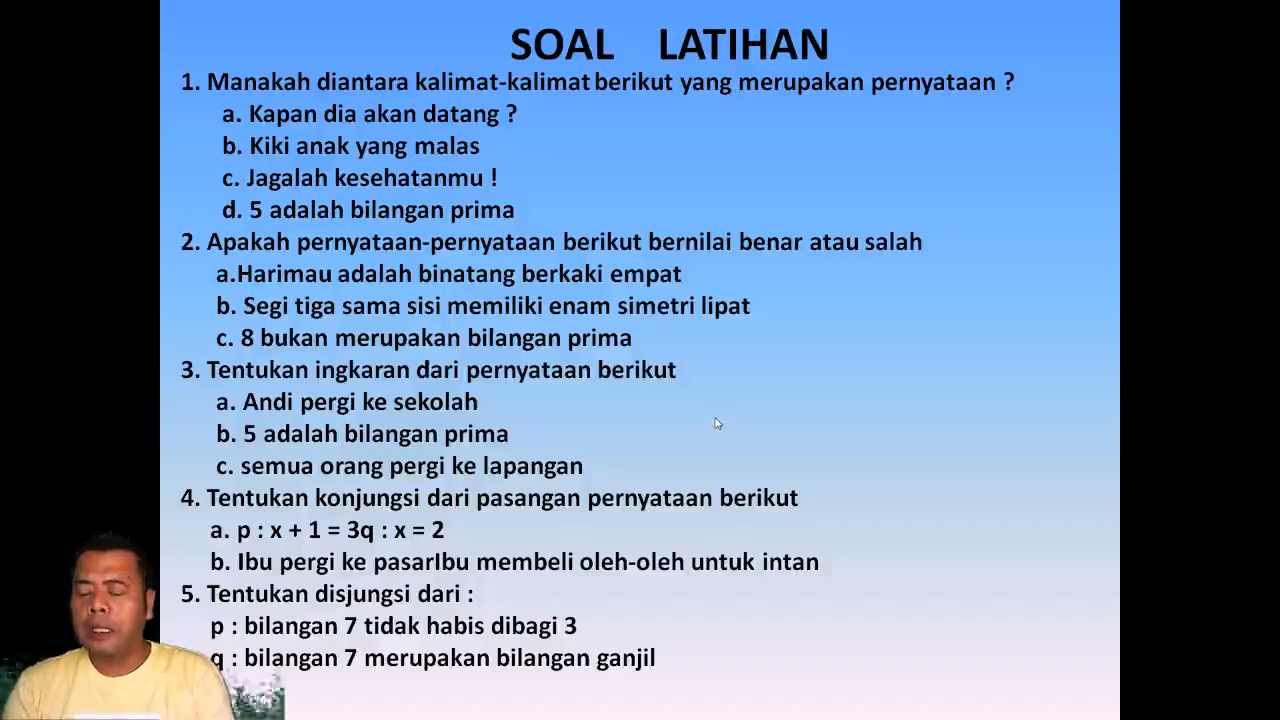 SOAL LATIHAN
1. Manakah diantara kalimat-kalimat berikut yang merupakan pernyataan ?
a. Kapan dia akan datang ?
b. Kiki anak yang malas
c. Jagalah kesehatanmu !
d. 5 adalah bilangan prima
2. Apakah pernyataan-pernyataan berikut bernilai benar atau salah
a.Harimau adalah binatang berkaki empat
b. Segi tiga sama sisi memiliki enam simetri lipat
c. 8 bukan merupakan bilangan prima
3. Tentukan ingkaran dari pernyataan berikut
a. Andi pergi ke sekolah
b. 5 adalah bilangan prima
c. semua orang pergi ke lapangan
4. Tentukan konjungsi dari pasangan pernyataan berikut
a. p : x + 1 = 3q : x = 2
b. Ibu pergi ke pasarIbu membeli oleh-oleh untuk intan
5. Tentukan disjungsi dari :
p : bilangan 7 tidak habis dibagi 3
q : bilangan 7 merupakan bilangan ganjil